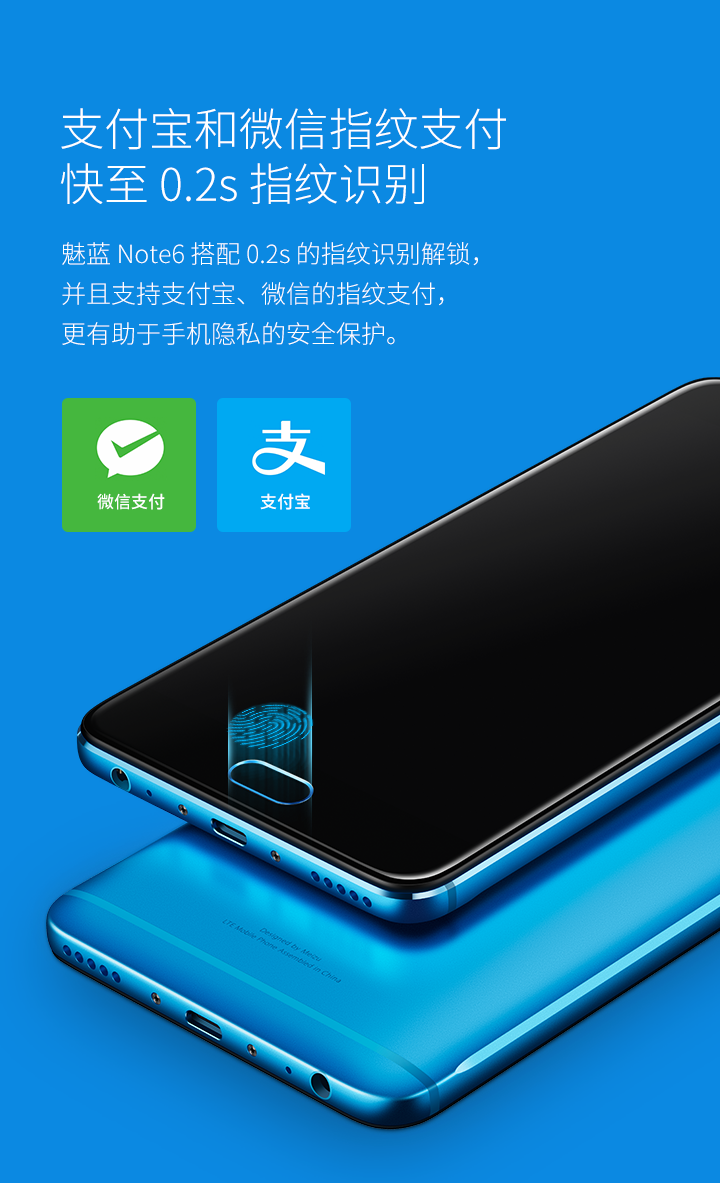 支付宝和微信指纹支付
快至 0.2s 指纹识别
魅蓝 Note6 搭配 0.2s 的指纹识别解锁，
并且支持支付宝、微信的指纹支付，
更有助于手机隐私的安全保护。
微信支付
支
支付宝
Designed by Meizu
LTE Mobile Phone Assembled in China